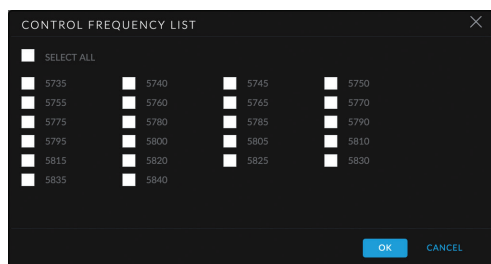 CONTROL FREQUENCY LIST
SELECT ALL
5735 5740 5745 5750
5755 5760 5765 5770
5775 5780 5785 5790
5795 5800 5805 5810
5815 5820 5825 5830
5835 5840
OK CANCEL